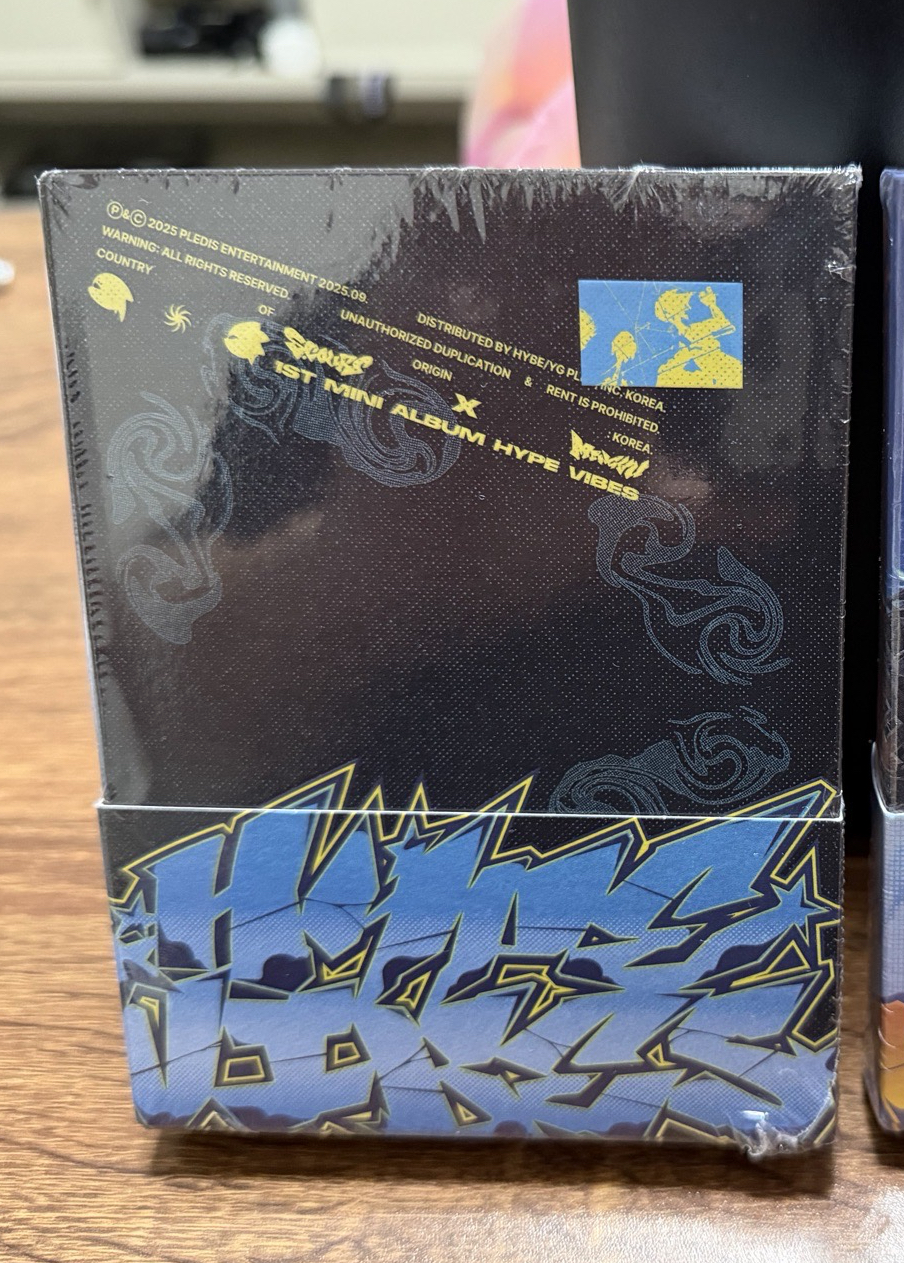 Ⓟ&Ⓒ 2025 PLEDIS ENTERTAINMENT 2025.09. DISTRIBUTED BY HYBE/YG INC, KOREA
WARNING: ALL RIGHTS RESERVED. UNAUTHORIZED DUPLICATION & RENT IS PROHIBITED.
COUNTRY OF ORIGIN : KOREA
X
1ST MINI ALBUM HYPE VIBES